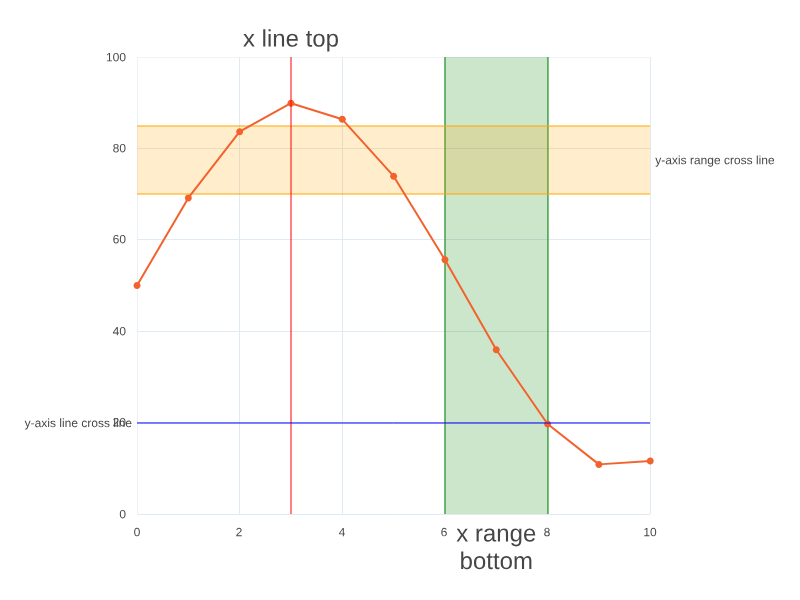 x line top
100
80
y-axis range cross line
60
40
y-axis line cross line
20
0
0 2 4 6 8 10
x range
bottom